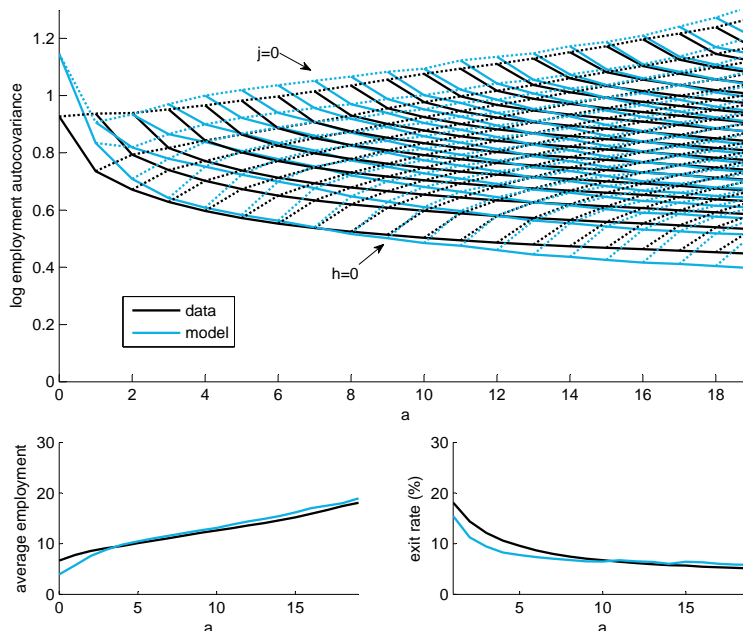 log employment autocovariance
1.2
1
0.8
0.6
0.4
0.2
0
j=0
h=0
data
model
0 2 4 6 8 10 12 14 16 18
a
average employment
30
20
10
0
0 5 10 15
a
exit rate (%)
30
20
10
0
5 10 15
a